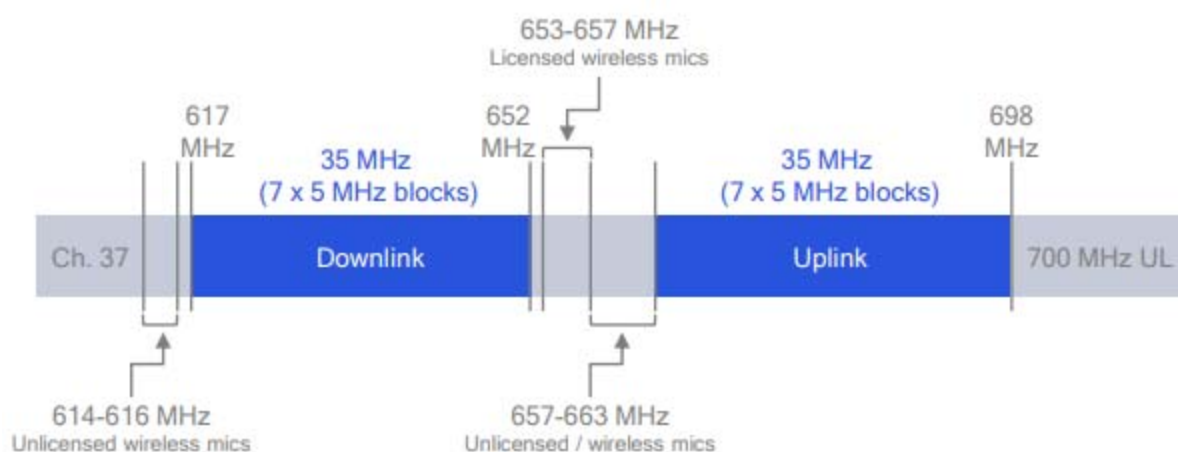 653-657 MHz
Licensed wireless mics
617
MHz
652
MHz
698
MHz
35 MHz
(7 x 5 MHz blocks)
35 MHz
(7 x 5 MHz blocks)
Ch. 37
Downlink
Uplink
700 MHz UL
614-616 MHz
Unlicensed wireless mics
657-663 MHz
Unlicensed / wireless mics